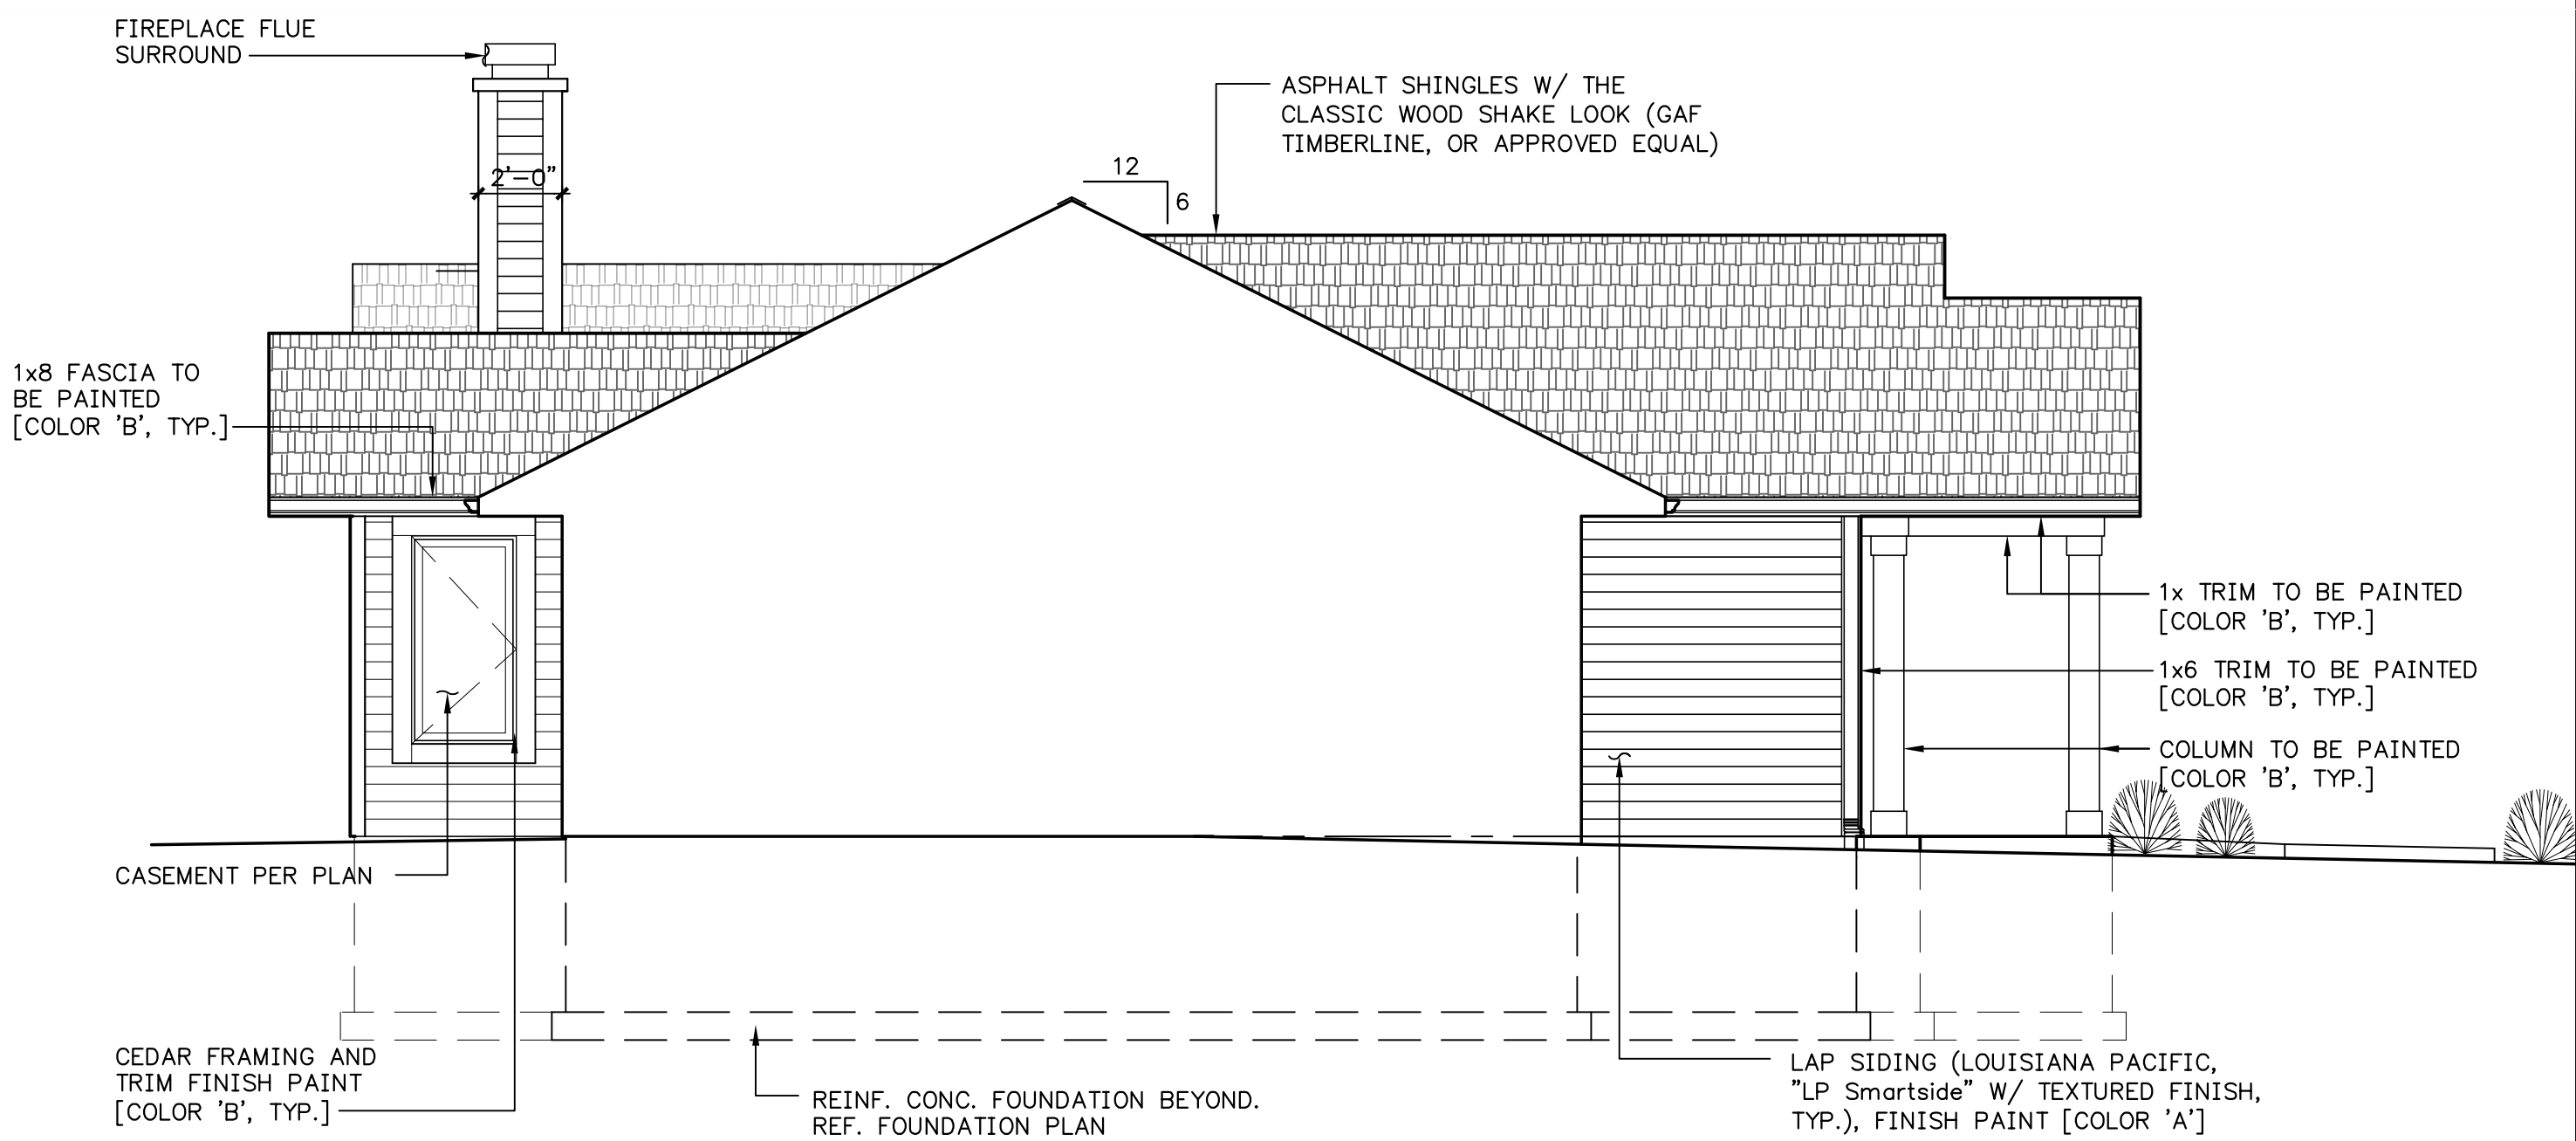 FIREPLACE FLUE
SURROUND
ASPHALT SHINGLES W/ THE
CLASSIC WOOD SHAKE LOOK (GAF
TIMBERLINE, OR APPROVED EQUAL)
12
6
2'-0"
1x8 FASCIA TO
BE PAINTED
[COLOR 'B', TYP.]
1x TRIM TO BE PAINTED
[COLOR 'B', TYP.]
1x6 TRIM TO BE PAINTED
[COLOR 'B', TYP.]
COLUMN TO BE PAINTED
[COLOR 'B', TYP.]
CASEMENT PER PLAN
CEDAR FRAMING AND
TRIM FINISH PAINT
[COLOR 'B', TYP.]
REINF. CONC. FOUNDATION BEYOND.
REF. FOUNDATION PLAN
LAP SIDING (LOUISIANA PACIFIC,
"LP Smartside" W/ TEXTURED FINISH,
TYP.), FINISH PAINT [COLOR 'A']